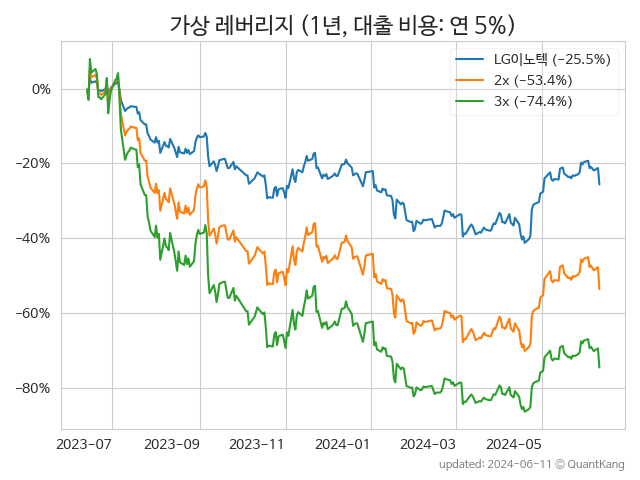 가상 레버리지 (1년, 대출 비용: 연 5%)
LG이노텍 (−25.5%)
2x (−53.4%)
3x (−74.4%)
0%
−20%
−40%
−60%
−80%
2023-07 2023-09 2023-11 2024-01 2024-03 2024-05
updated: 2024-06-11 © QuantKang